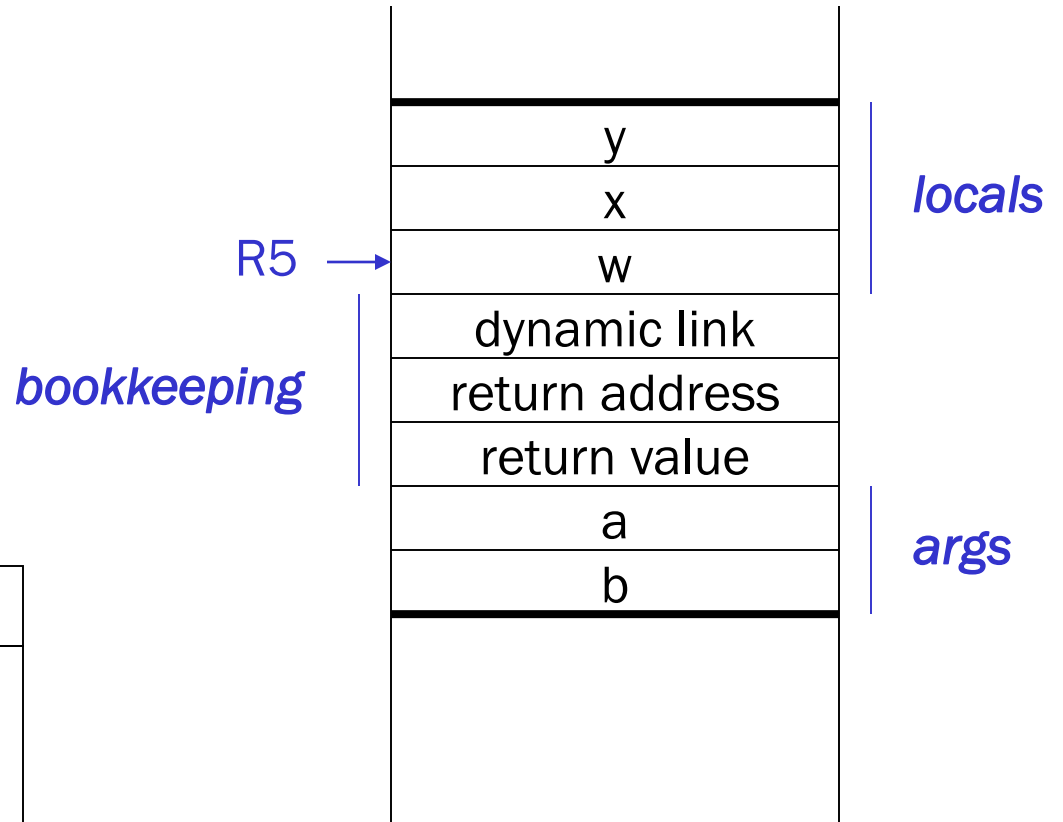 y
x
locals
R5
w
dynamic link
bookkeeping
return address
return value
a
args
b